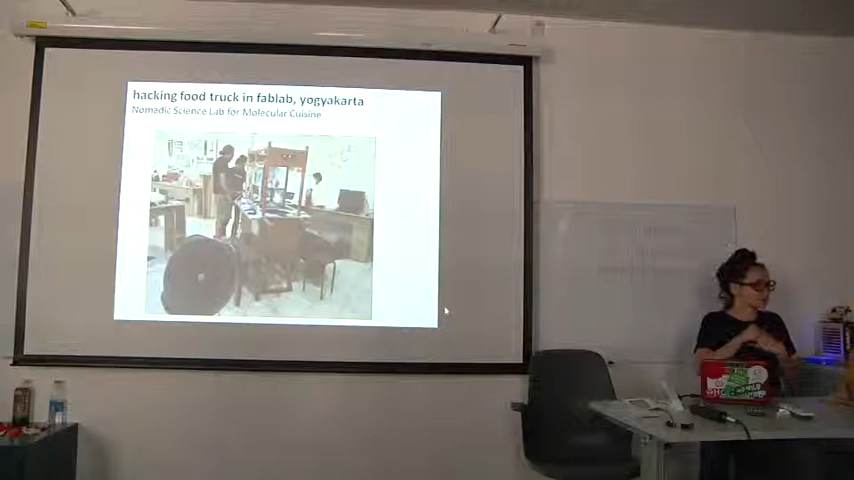 hacking food truck in fablab, yogyakarta
Nomadic Science Lab for Molecular Cuisine